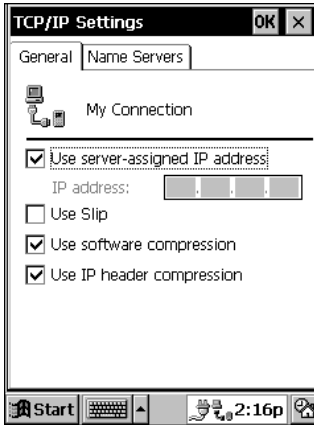 TCP/IP Settings OK ×
General Name Servers
My Connection
Use server-assigned IP address
IP address: . . .
Use Slip
Use software compression
Use IP header compression
Start 2:16p